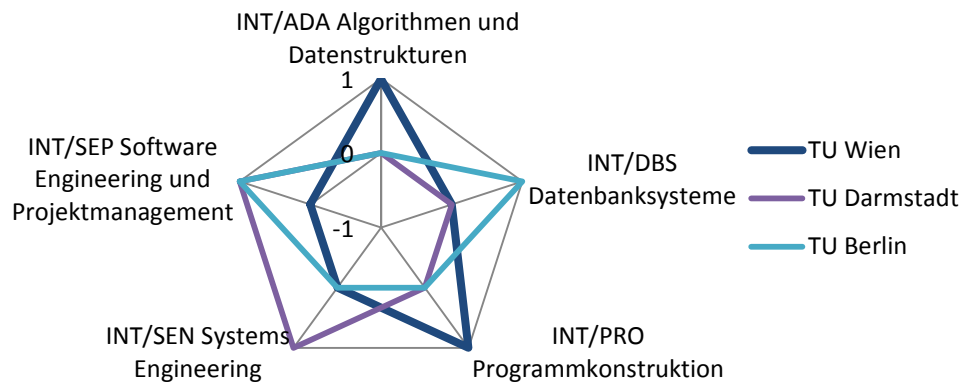 INT/ADA Algorithmen und
Datenstrukturen
1
0
-1
INT/DBS
Datenbanksysteme
INT/PRO
Programmkonstruktion
INT/SEN Systems
Engineering
INT/SEP Software
Engineering und
Projektmanagement
TU Wien
TU Darmstadt
TU Berlin